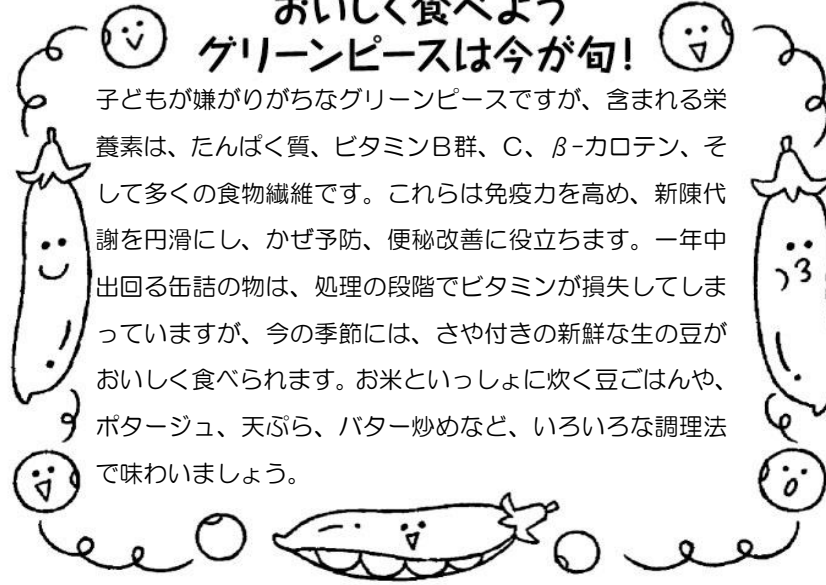 おいしく食べよう
グリーンピースは今が旬!
子どもが嫌がりがちなグリーンピースですが、含まれる栄
養素は、たんぱく質、ビタミンB群、C、β-カロテン、そ
して多くの食物繊維です。これらは免疫力を高め、新陳代
謝を円滑にし、かぜ予防、便秘改善に役立ちます。一年中
出回る缶詰の物は、処理の段階でビタミンが損失してしま
っていますが、今の季節には、さや付きの新鮮な生の豆が
おいしく食べられます。お米といっしょに炊く豆ごはんや、
ポタージュ、天ぷら、バター炒めなど、いろいろな調理法
で味わいましょう。